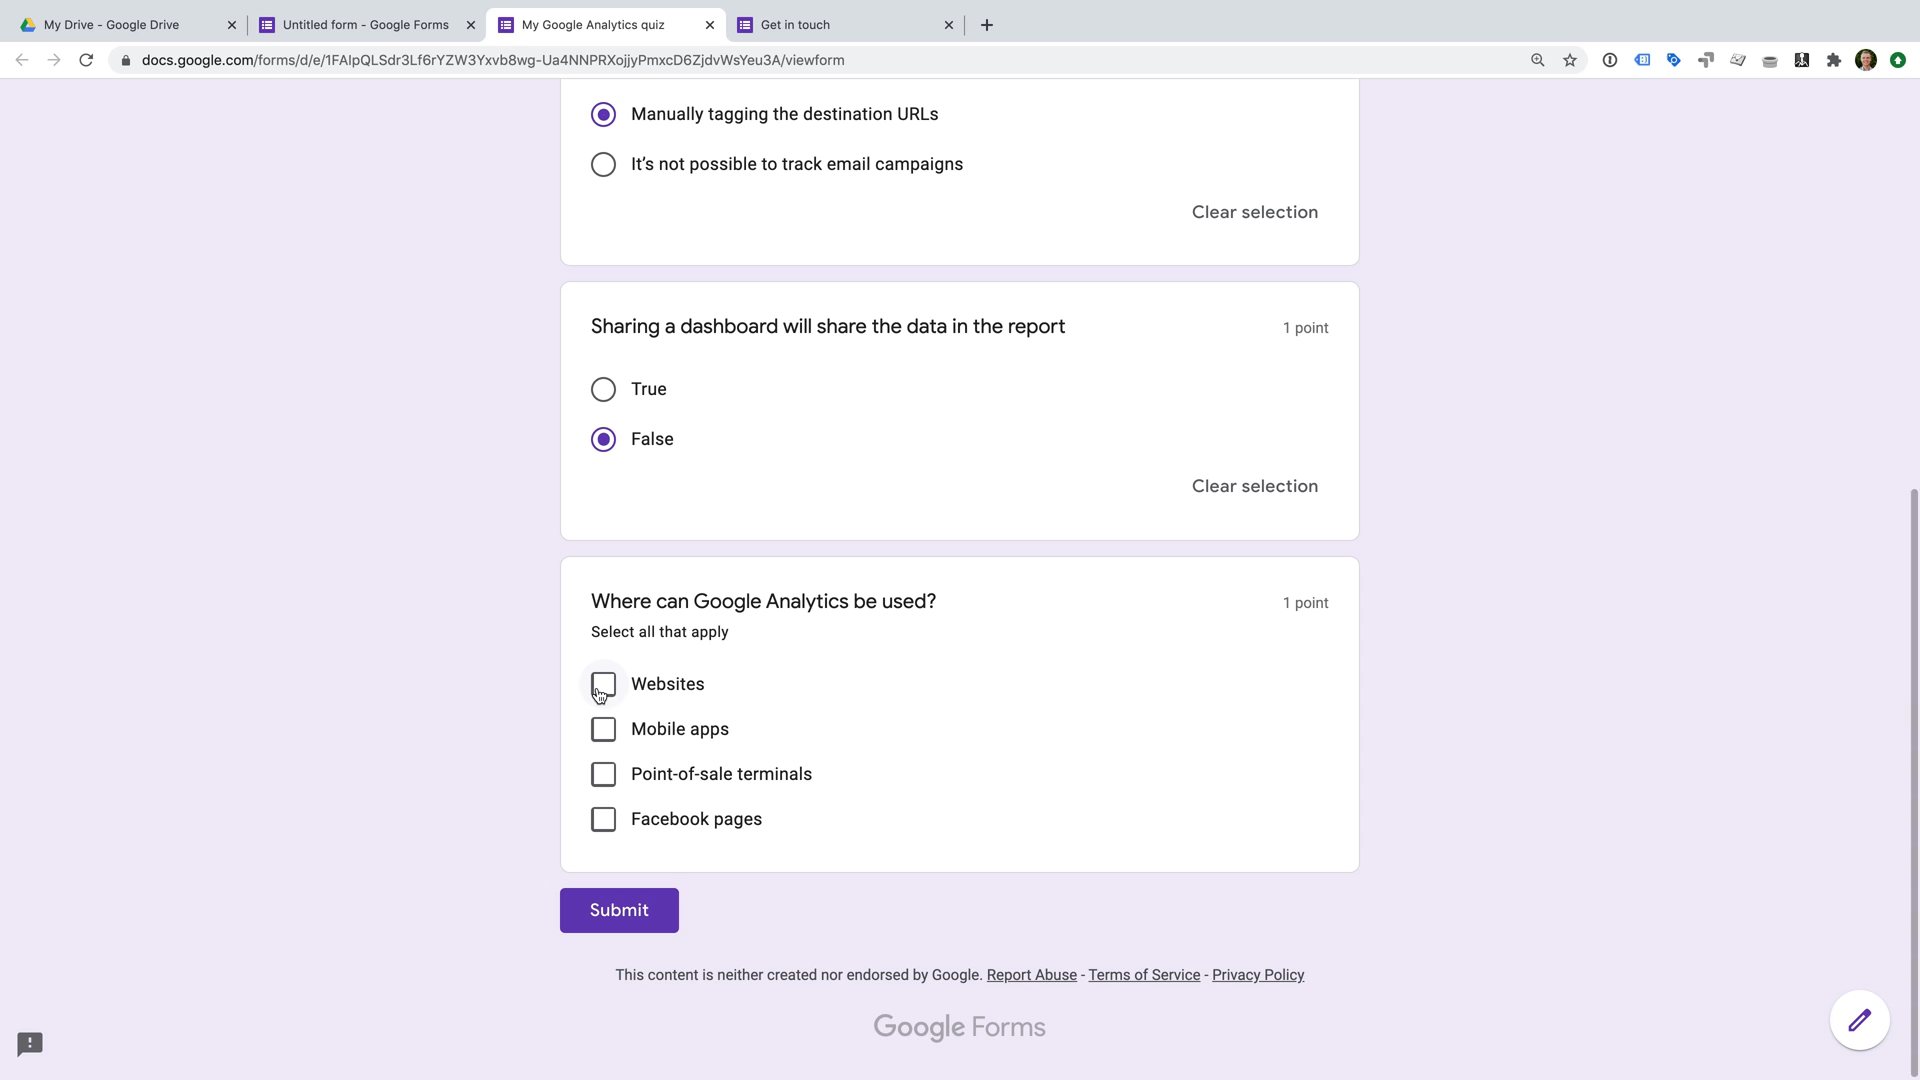 My Drive - Google Drive
Untitled form - Google Forms
My Google Analytics quiz
Get in touch
docs.google.com/forms/d/e/1FAIpQLSdr3Lf6rYZW3Yxvb8wg-Ua4NNPRXojjyPmxcD6ZjdvWsYeu3A/viewform
Manually tagging the destination URLs
It's not possible to track email campaigns
Clear selection
Sharing a dashboard will share the data in the report
1 point
True
False
Clear selection
Where can Google Analytics be used?
1 point
Select all that apply
Websites
Mobile apps
Point-of-sale terminals
Facebook pages
Submit
This content is neither created nor endorsed by Google. Report Abuse - Terms of Service - Privacy Policy
Google Forms